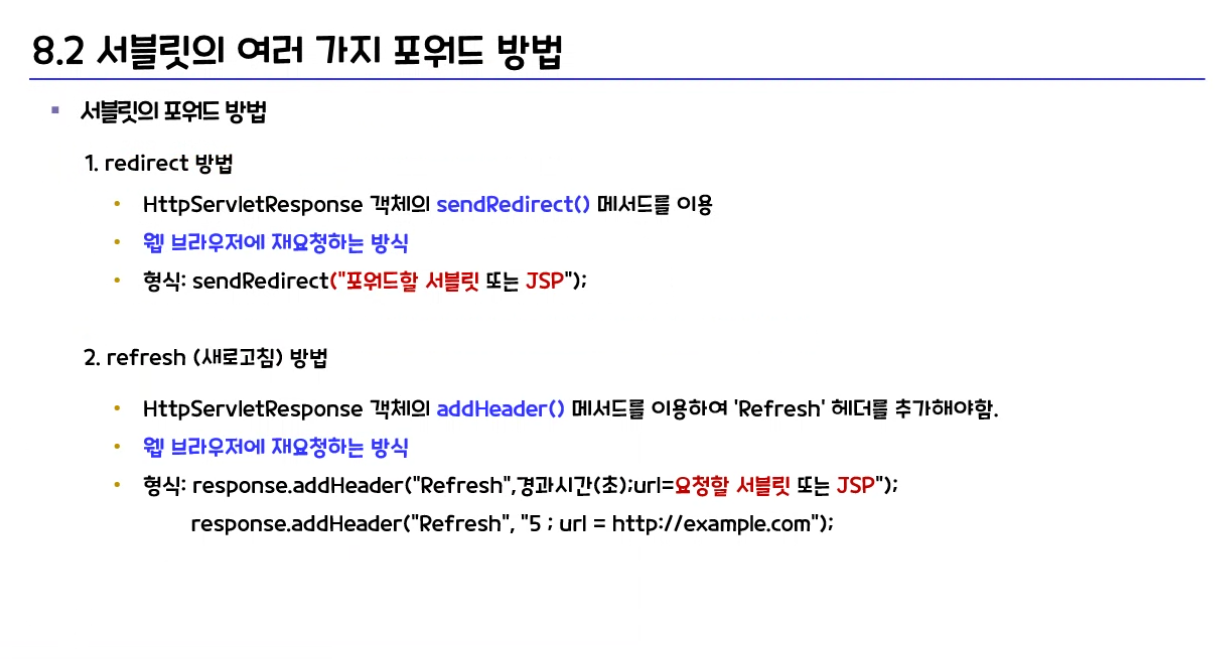 8.2 서블릿의 여러 가지 포워드 방법
▪ 서블릿의 포워드 방법
1. redirect 방법
• HttpServletResponse 객체의 sendRedirect() 메서드를 이용
• 웹 브라우저에 재요청하는 방식
• 형식: sendRedirect("포워드할 서블릿 또는 JSP");
2. refresh (새로고침) 방법
• HttpServletResponse 객체의 addHeader() 메서드를 이용하여 'Refresh' 헤더를 추가해야함.
• 웹 브라우저에 재요청하는 방식
• 형식: response.addHeader("Refresh",경과시간(초);url=요청할 서블릿 또는 JSP");
response.addHeader("Refresh", "5 ; url = http://example.com");